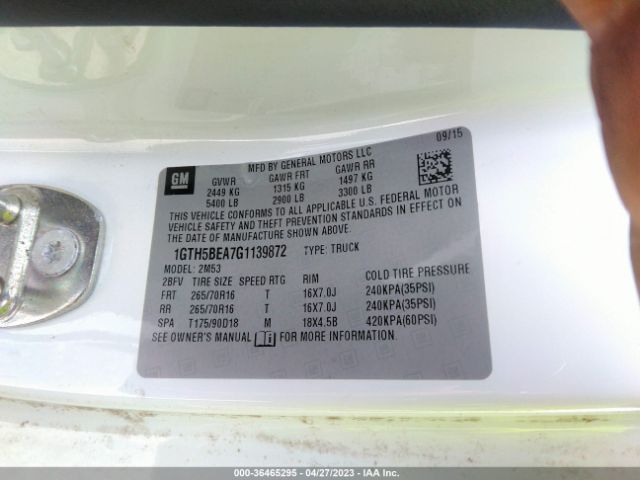 09/15
MFD BY GENERAL MOTORS LLC
GM
GVWR GAWR FRT GAWR RR
2449 KG 1315 KG 1497 KG
5400 LB 2900 LB 3300 LB
THIS VEHICLE CONFORMS TO ALL APPLICABLE U.S. FEDERAL MOTOR
VEHICLE SAFETY AND THEFT PREVENTION STANDARDS IN EFFECT ON
THE DATE OF MANUFACTURE SHOWN ABOVE.
1GTH5BEA7G1139872 TYPE: TRUCK
MODEL: 2M53
2BFV TIRE SIZE SPEED RTG RIM COLD TIRE PRESSURE
FRT 265/70R16 T 16X7.0J 240KPA(35PSI)
RR 265/70R16 T 16X7.0J 240KPA(35PSI)
SPA T175/90D18 M 18X4.5B 420KPA(60PSI)
SEE OWNER'S MANUAL FOR MORE INFORMATION
000-36465295 - 04/27/2023 - IAA Inc.